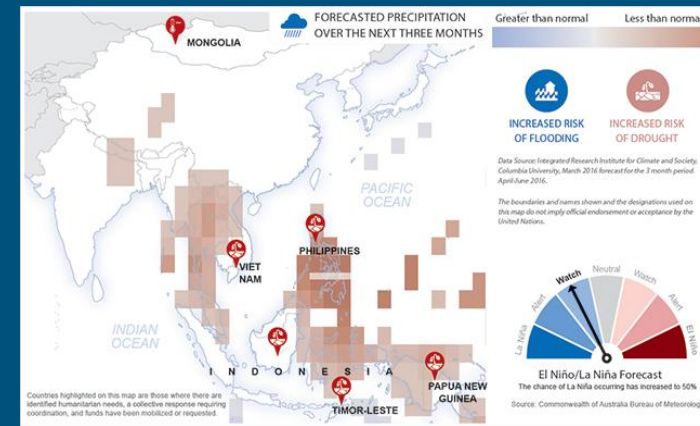 FORECASTED PRECIPITATION
OVER THE NEXT THREE MONTHS
Greater than normal
Less than norma
MONGOLIA
INCREASED RISK
OF FLOODING
INCREASED RISK
OF DROUGHT
Data Source: Integrated Research Institute for Climate and Society,
Columbia University, March 2016 forecast for the 3 month period
April-June 2016.
The boundaries and names shown and the designations used on
this map do not imply official endorsement or acceptance by the
United Nations.
PACIFIC
OCEAN
PHILIPPINES
VIET
NAM
INDIAN
OCEAN
INDONESIA
PAPUA NEW
GUINEA
TIMOR-LESTE
Countries highlighted on this map are those where there are
identified humanitarian needs, a collective response requiring
coordination, and funds have been mobilized or requested.
La Niña
Alert
Watch
Neutral
Watch
Alert
El Niño
El Niño/La Niña Forecast
The chance of La Niña occurring has increased to 50%
Source: Commonwealth of Australia Bureau of Meteorolog